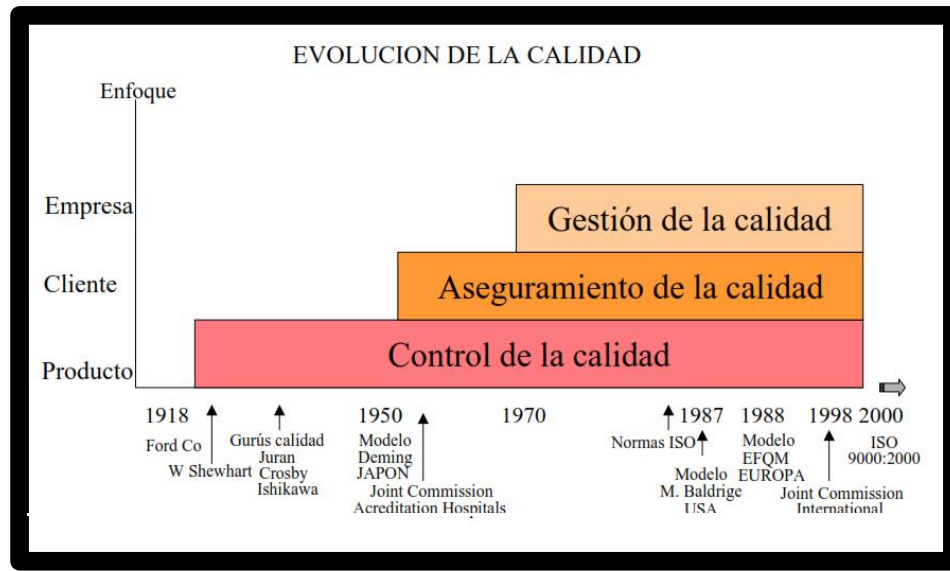 EVOLUCION DE LA CALIDAD
Enfoque
Empresa
Gestión de la calidad
Cliente
Aseguramiento de la calidad
Producto
Control de la calidad
1918
1950
1970
1987
1988
1998
2000
Ford Co
W Shewhart
Gurús calidad
Juran
Crosby
Ishikawa
Modelo
Deming
JAPON
Joint Commission
Acreditation Hospitals
Normas ISO
Modelo
M. Baldrige
USA
Modelo
EFQM
EUROPA
Joint Commission
International
ISO
9000:2000